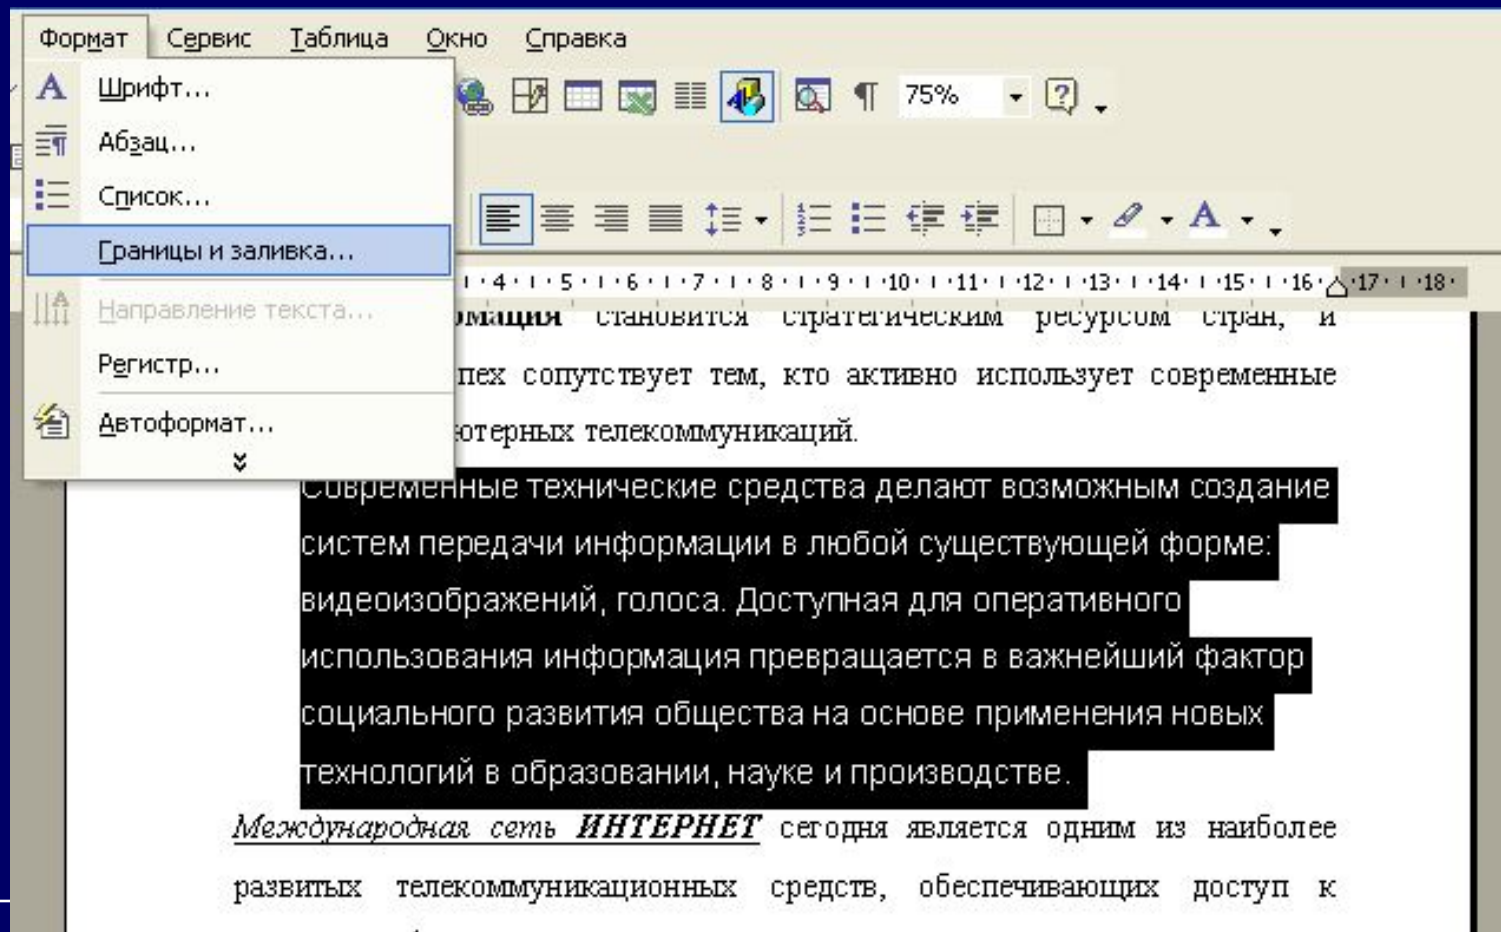 Формат Сервис Таблица Окно Справка
Шрифт...
75%
Абзац...
Список...
Границы и заливка...
4 5 6 7 8 9 10 11 12 13 14 15 16 17 18
Направление текста...
мация становится стратегическим ресурсом стран, и
Регистр...
пех сопутствует тем, кто активно использует современные
Автоформат...
ютерных телекоммуникаций.
Современные технические средства делают возможным создание
систем передачи информации в любой существующей форме:
видеоизображений, голоса. Доступная для оперативного
использования информация превращается в важнейший фактор
социального развития общества на основе применения новых
технологий в образовании, науке и производстве.
Международная сеть ИНТЕРНЕТ сегодня является одним из наиболее
развитых телекоммуникационных средств, обеспечивающих доступ к